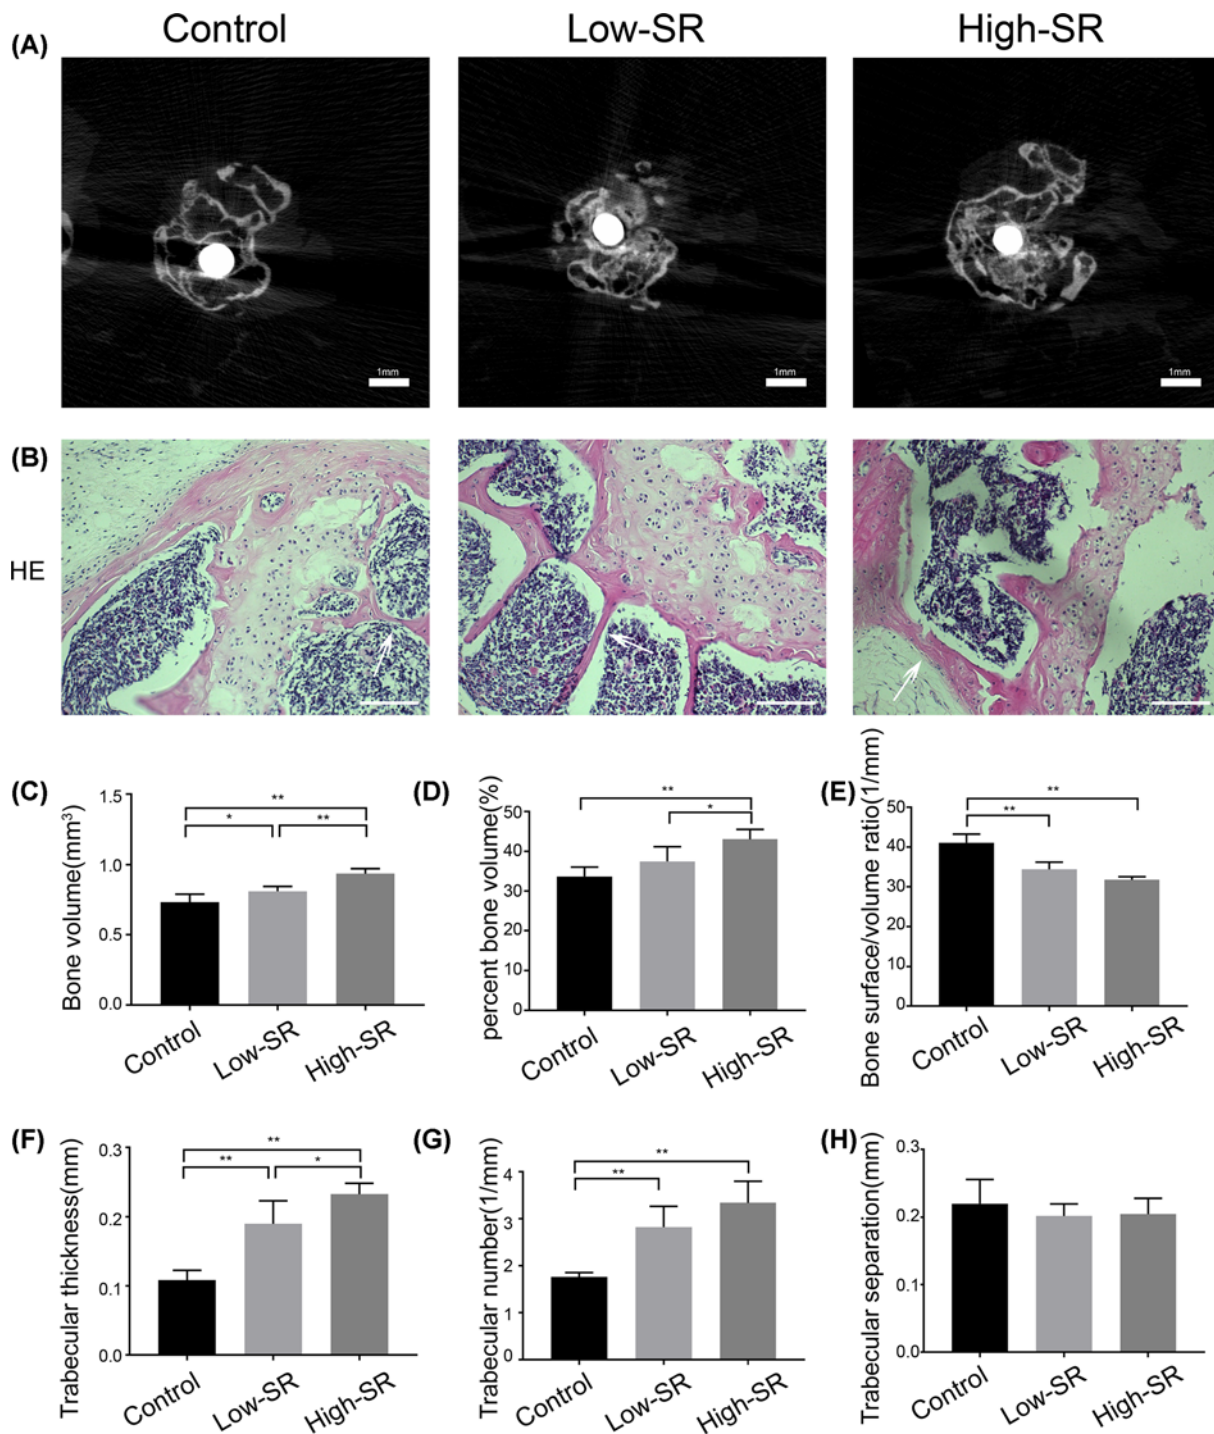 Control Low-SR High-SR
(A)
1mm 1mm 1mm
(B)
HE
(C) Bone volume(mm³)
1.5
1.0
0.5
0.0
** * **
Control Low-SR High-SR
(D) percent bone volume(%)
50
40
30
20
10
0
** *
Control Low-SR High-SR
(E) Bone surface/volume ratio(1/mm)
50
40
30
20
10
0
** **
Control Low-SR High-SR
(F) Trabecular thickness(mm)
0.3
0.2
0.1
0.0
** ** *
Control Low-SR High-SR
(G) Trabecular number(1/mm)
4
3
2
1
0
** **
Control Low-SR High-SR
(H) Trabecular separation(mm)
0.3
0.2
0.1
0.0
Control Low-SR High-SR